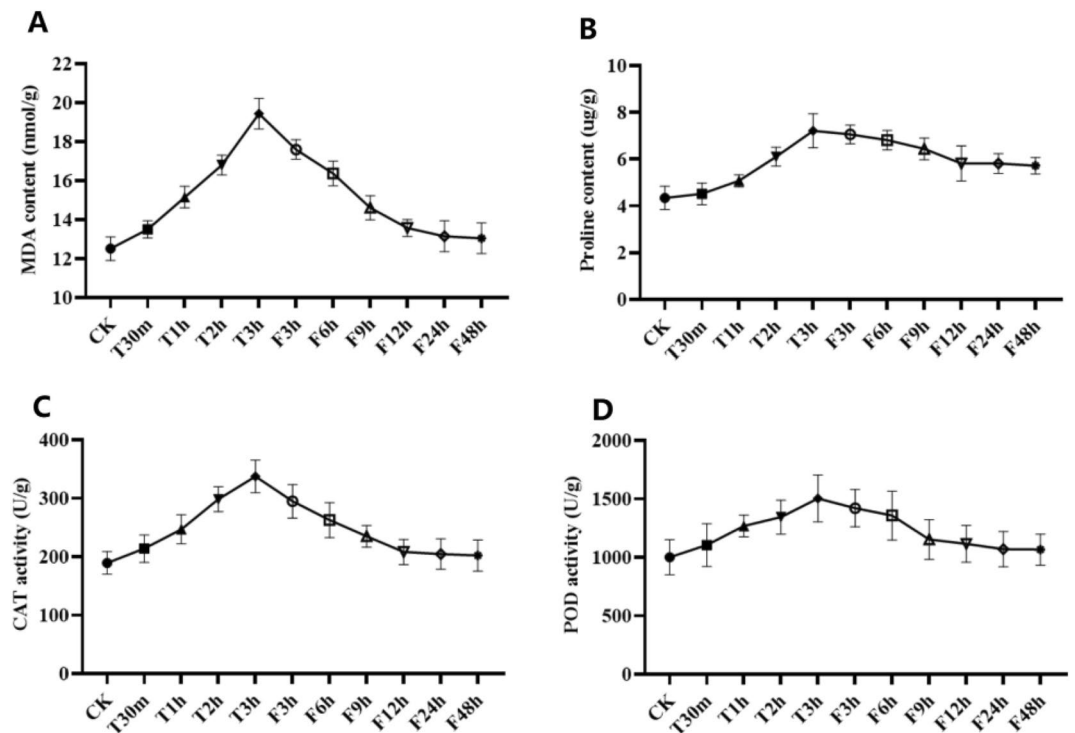 A
MDA content (nmol/g)
22
20
18
16
14
12
10
CK
T30m
T1h
T2h
T3h
F3h
F6h
F9h
F12h
F24h
F48h
B
Proline content (ug/g)
10
8
6
4
2
0
CK
T30m
T1h
T2h
T3h
F3h
F6h
F9h
F12h
F24h
F48h
C
CAT activity (U/g)
400
300
200
100
0
CK
T30m
T1h
T2h
T3h
F3h
F6h
F9h
F12h
F24h
F48h
D
POD activity (U/g)
2000
1500
1000
500
0
CK
T30m
T1h
T2h
T3h
F3h
F6h
F9h
F12h
F24h
F48h